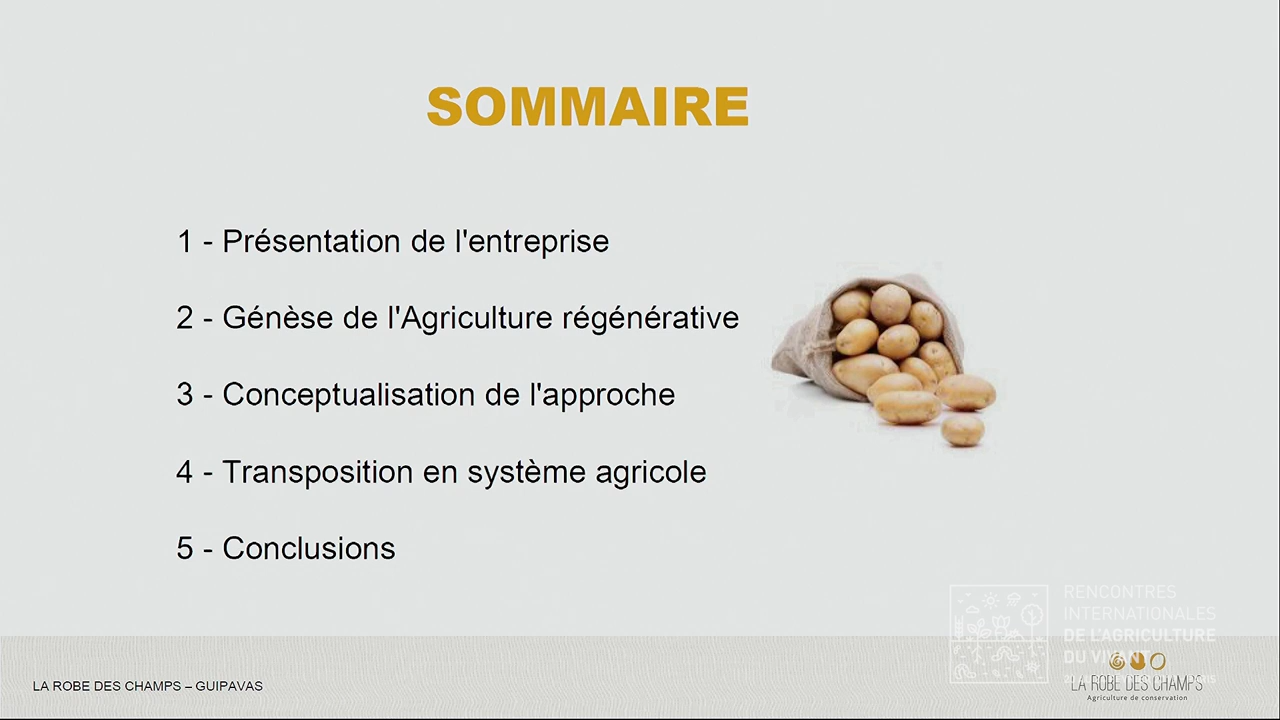 SOMMAIRE
1 - Présentation de l'entreprise
2 - Génèse de l'Agriculture régénérative
3 - Conceptualisation de l'approche
4 - Transposition en système agricole
5 - Conclusions
RENCONTRES
INTERNATIONALES
DE L'AGRICULTURE
DU VIVANT
LA ROBE DES CHAMPS – GUIPAVAS
LA ROBE DES CHAMPS
Agriculture de conservation